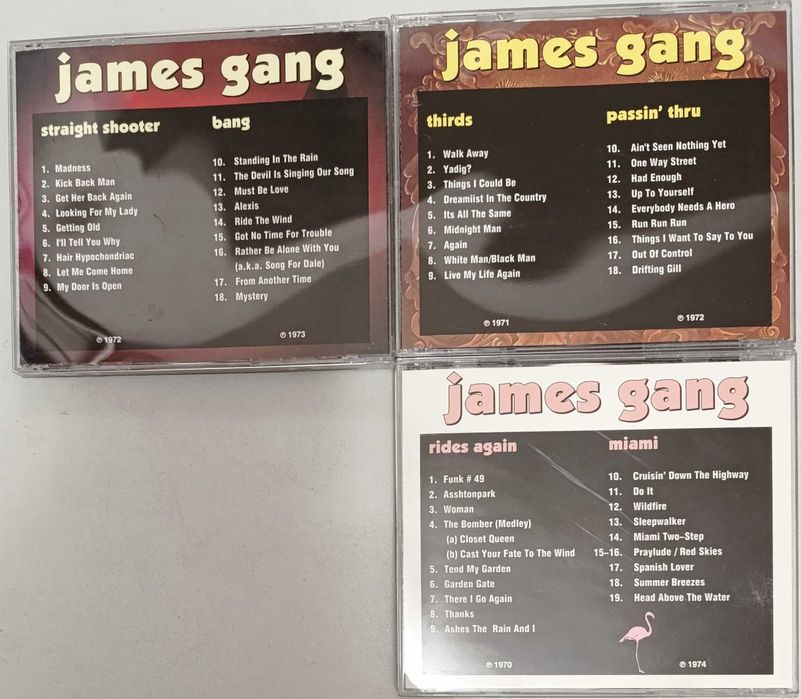 james gang
straight shooter
1. Madness
2. Kick Back Man
3. Get Her Back Again
4. Looking For My Lady
5. Getting Old
6. I'll Tell You Why
7. Hair Hypochondriac
8. Let Me Come Home
9. My Door Is Open
℗ 1972
bang
10. Standing In The Rain
11. The Devil Is Singing Our Song
12. Must Be Love
13. Alexis
14. Ride The Wind
15. Got No Time For Trouble
16. Rather Be Alone With You
(a.k.a. Song For Dale)
17. From Another Time
18. Mystery
℗ 1973
james gang
thirds
1. Walk Away
2. Yadig?
3. Things I Could Be
4. Dreamiist In The Country
5. Its All The Same
6. Midnight Man
7. Again
8. White Man/Black Man
9. Live My Life Again
℗ 1971
passin' thru
10. Ain't Seen Nothing Yet
11. One Way Street
12. Had Enough
13. Up To Yourself
14. Everybody Needs A Hero
15. Run Run Run
16. Things I Want To Say To You
17. Out Of Control
18. Drifting Gill
℗ 1972
james gang
rides again
1. Funk # 49
2. Asshtonpark
3. Woman
4. The Bomber (Medley)
(a) Closet Queen
(b) Cast Your Fate To The Wind
5. Tend My Garden
6. Garden Gate
7. There I Go Again
8. Thanks
9. Ashes The Rain And I
℗ 1970
miami
10. Cruisin' Down The Highway
11. Do It
12. Wildfire
13. Sleepwalker
14. Miami Two-Step
15-16. Praylude / Red Skies
17. Spanish Lover
18. Summer Breezes
19. Head Above The Water
℗ 1974